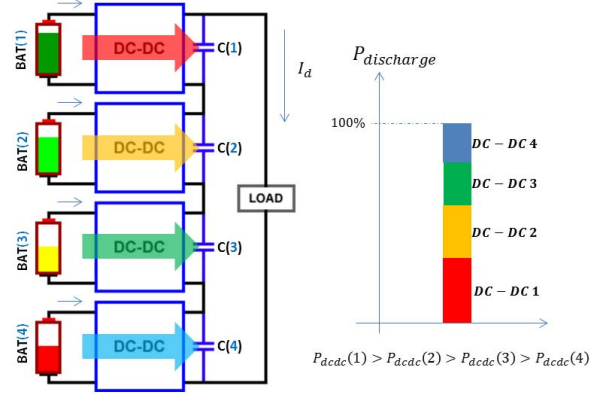 BAT(1)
DC-DC
C(1)
BAT(2)
DC-DC
C(2)
BAT(3)
DC-DC
C(3)
BAT(4)
DC-DC
C(4)
I_d
LOAD
P_discharge
100%
DC − DC 4
DC − DC 3
DC − DC 2
DC − DC 1
P_dcdc(1) > P_dcdc(2) > P_dcdc(3) > P_dcdc(4)